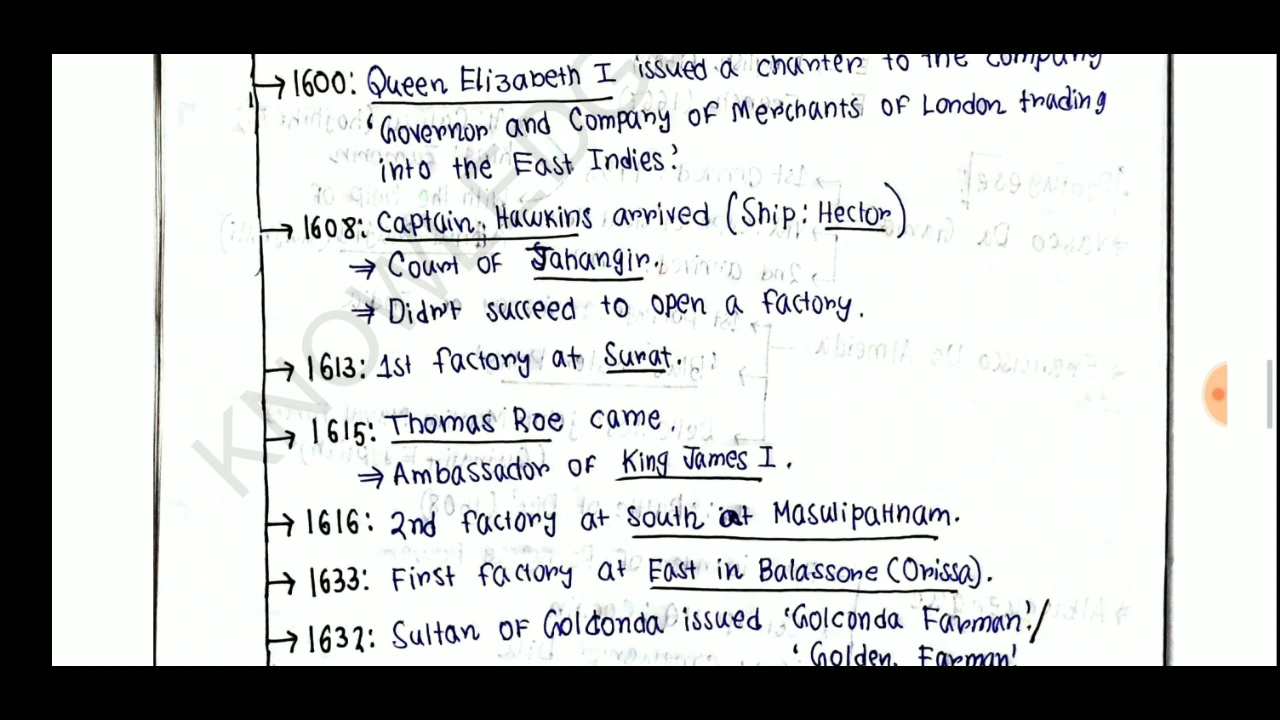 → 1600: Queen Elizabeth I issued a charter to the company
'Governor and Company of Merchants of London trading
into the East Indies'.
→ 1608: Captain Hawkins arrived (Ship: Hector)
⇒ Court of Jahangir.
⇒ Didn't succeed to open a factory.
→ 1613: 1st factory at Surat.
→ 1615: Thomas Roe came.
⇒ Ambassador of King James I.
→ 1616: 2nd factory at south at Masulipattnam.
→ 1633: First factory at East in Balassore (Orissa).
→ 1632: Sultan of Golconda issued 'Golconda Farman'/
'Golden Farman'